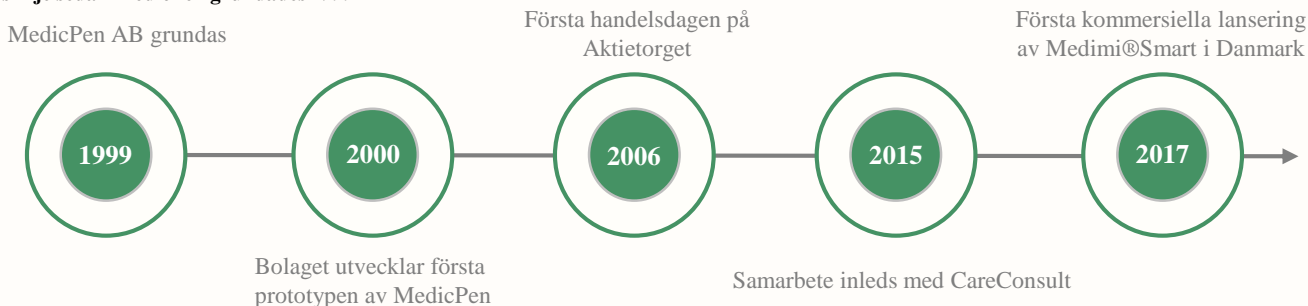 MedicPen AB grundas
Första handelsdagen på
Aktietorget
Första kommersiella lansering
av Medimi®Smart i Danmark
1999
2000
2006
2015
2017
Bolaget utvecklar första
prototypen av MedicPen
Samarbete inleds med CareConsult